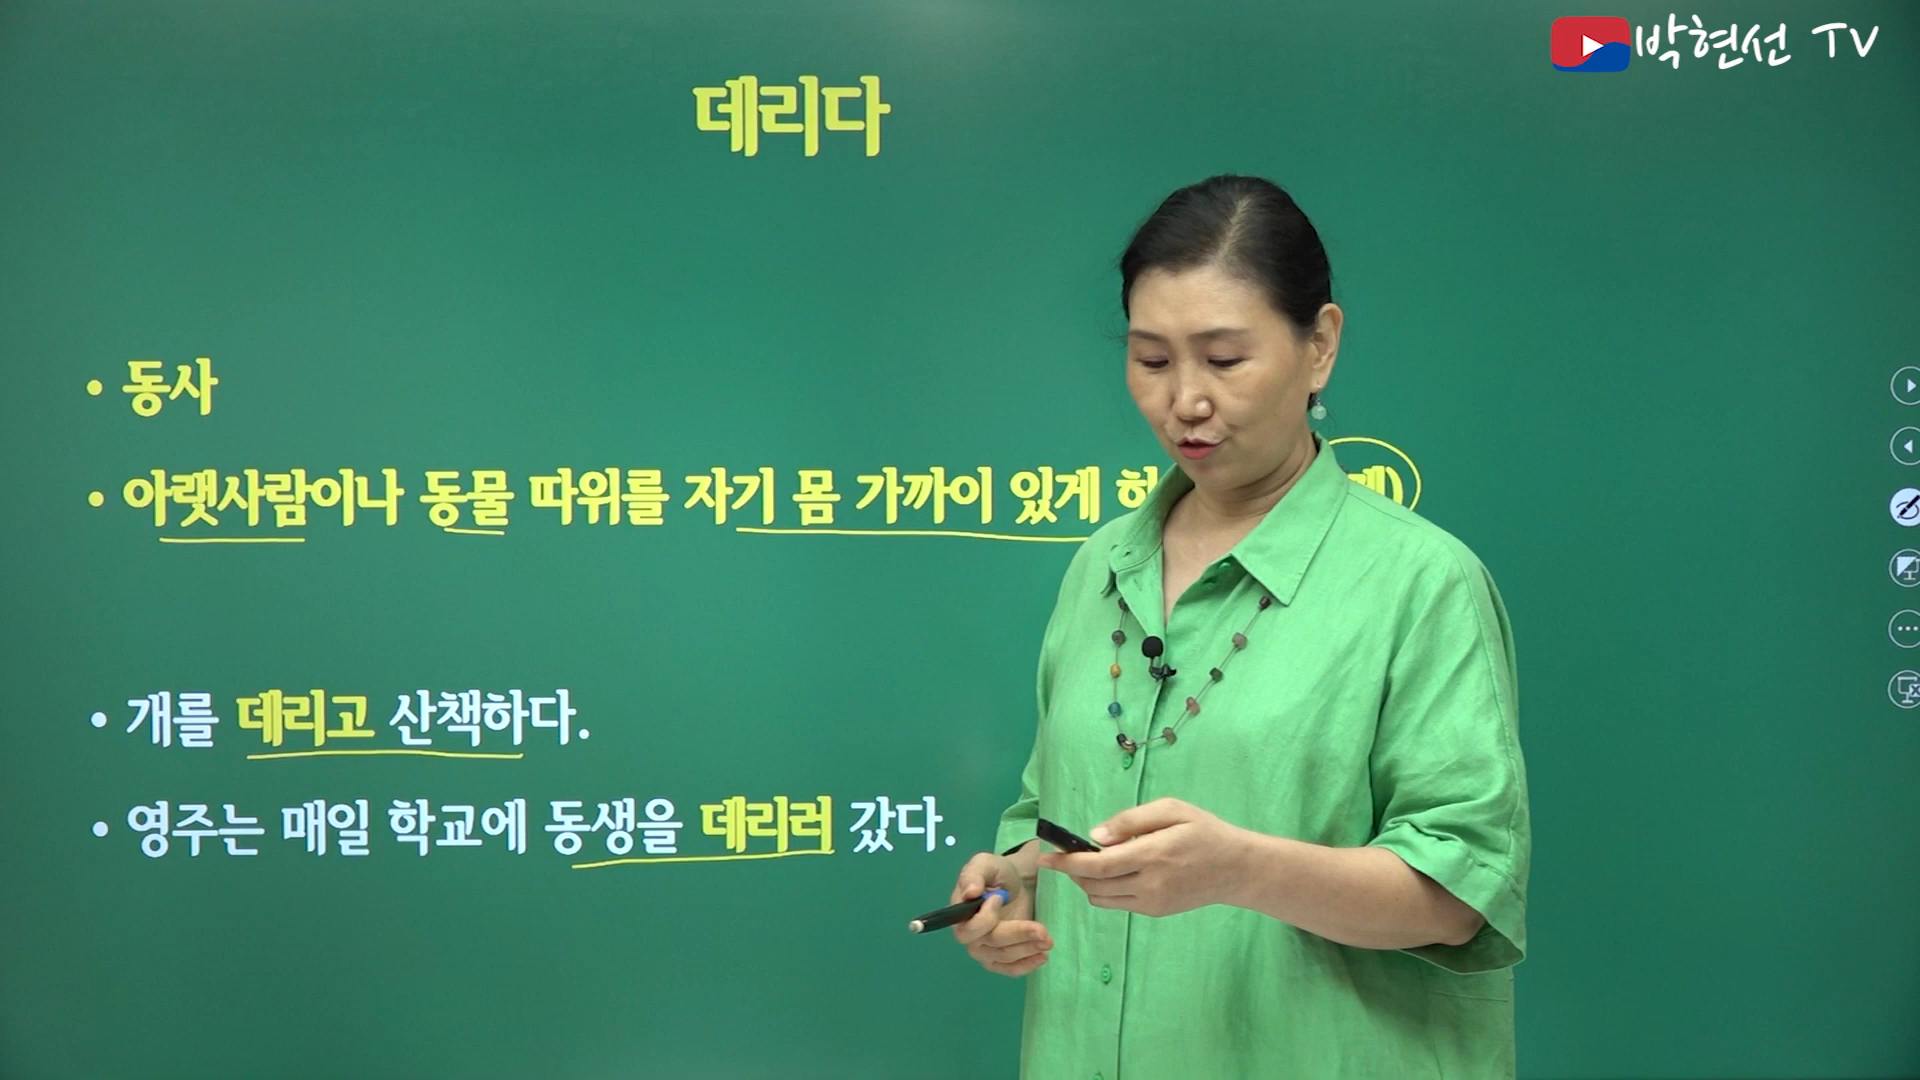 박현선 TV
데리다
• 동사
• 아랫사람이나 동물 따위를 자기 몸 가까이 있게
• 개를 데리고 산책하다.
• 영주는 매일 학교에 동생을 데리러 갔다.